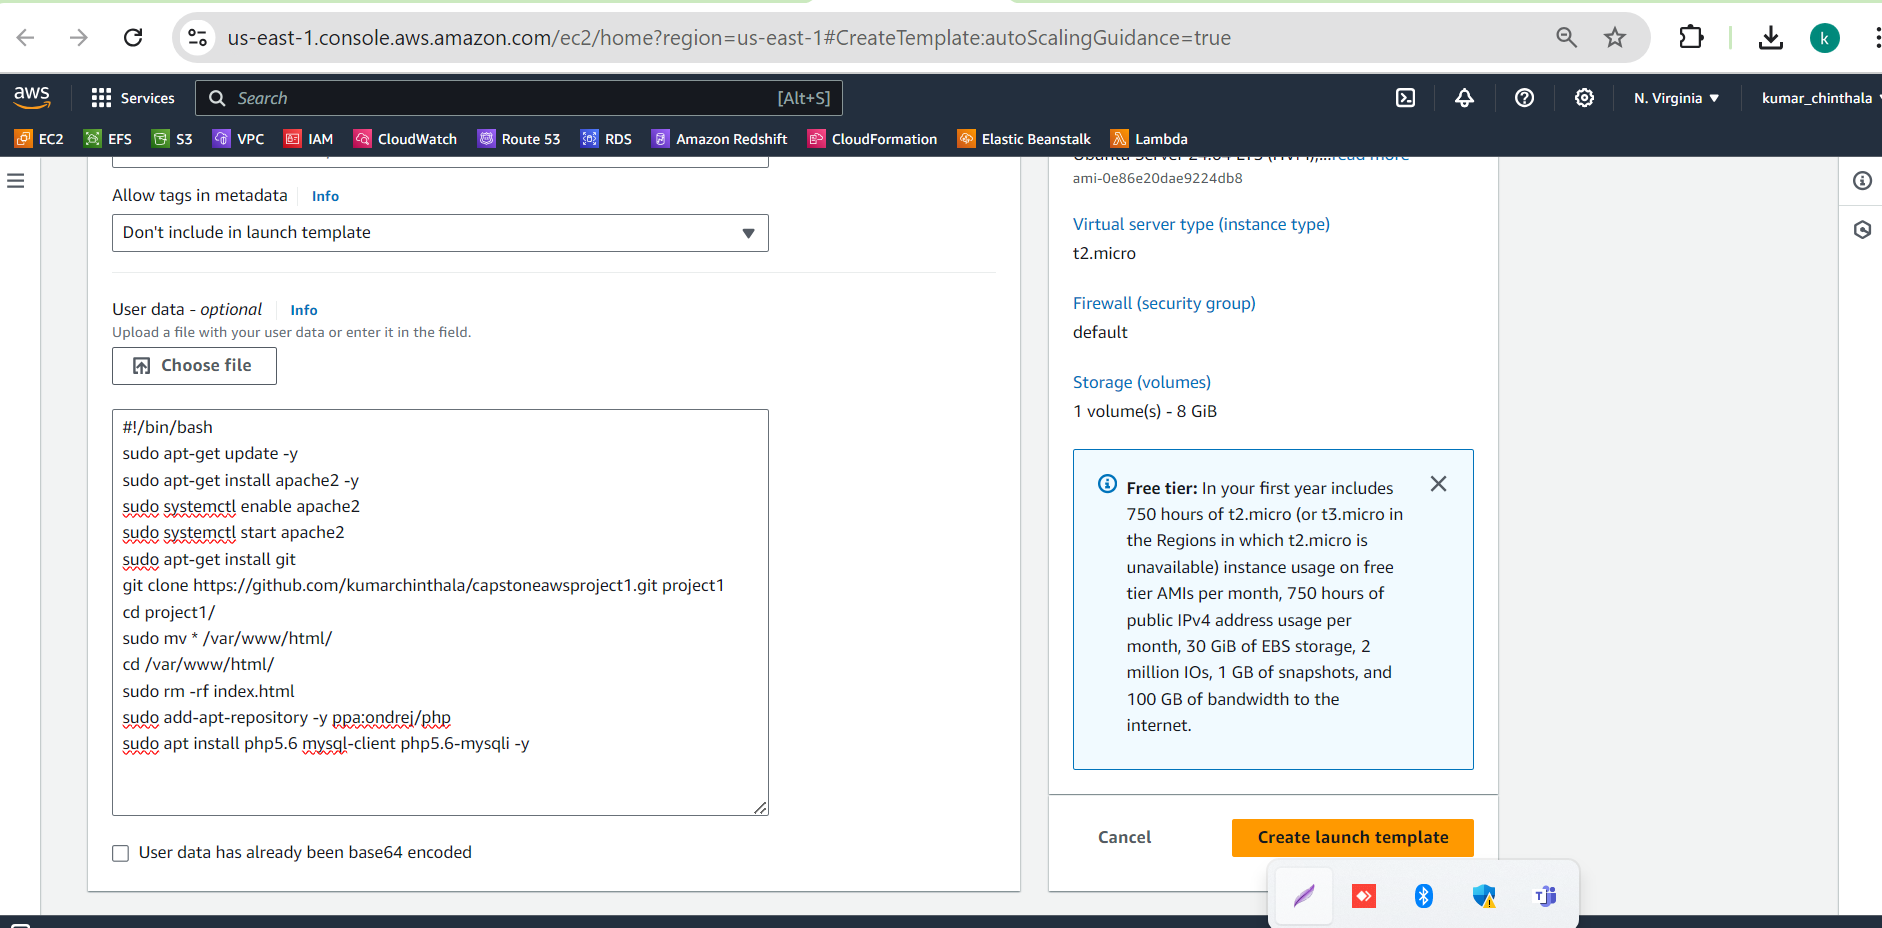 us-east-1.console.aws.amazon.com/ec2/home?region=us-east-1#CreateTemplate:autoScalingGuidance=true
k
aws
Services
Search
[Alt+S]
N. Virginia
kumar_chinthala
EC2
EFS
S3
VPC
IAM
CloudWatch
Route 53
RDS
Amazon Redshift
CloudFormation
Elastic Beanstalk
Lambda
Allow tags in metadata
Info
Don't include in launch template
User data - optional
Info
Upload a file with your user data or enter it in the field.
Choose file
#!/bin/bash
sudo apt-get update -y
sudo apt-get install apache2 -y
sudo systemctl enable apache2
sudo systemctl start apache2
sudo apt-get install git
git clone https://github.com/kumarchinthala/capstoneawsproject1.git project1
cd project1/
sudo mv * /var/www/html/
cd /var/www/html/
sudo rm -rf index.html
sudo add-apt-repository -y ppa:ondrej/php
sudo apt install php5.6 mysql-client php5.6-mysqli -y
User data has already been base64 encoded
Ubuntu Server 24.04 LTS (HVM),...read more
ami-0e86e20dae9224db8
Virtual server type (instance type)
t2.micro
Firewall (security group)
default
Storage (volumes)
1 volume(s) - 8 GiB
Free tier: In your first year includes
750 hours of t2.micro (or t3.micro in
the Regions in which t2.micro is
unavailable) instance usage on free
tier AMIs per month, 750 hours of
public IPv4 address usage per
month, 30 GiB of EBS storage, 2
million IOs, 1 GB of snapshots, and
100 GB of bandwidth to the
internet.
Cancel
Create launch template